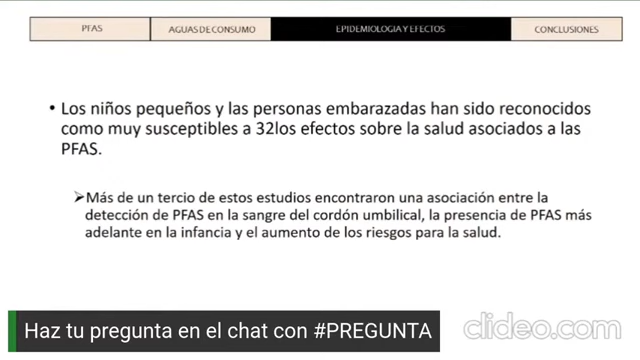 PFAS
AGUAS DE CONSUMO
EPIDEMIOLOGIA Y EFECTOS
CONCLUSIONES
• Los niños pequeños y las personas embarazadas han sido reconocidos
como muy susceptibles a 32los efectos sobre la salud asociados a las
PFAS.
➢Más de un tercio de estos estudios encontraron una asociación entre la
detección de PFAS en la sangre del cordón umbilical, la presencia de PFAS más
adelante en la infancia y el aumento de los riesgos para la salud.
Haz tu pregunta en el chat con #PREGUNTA
clideo.com